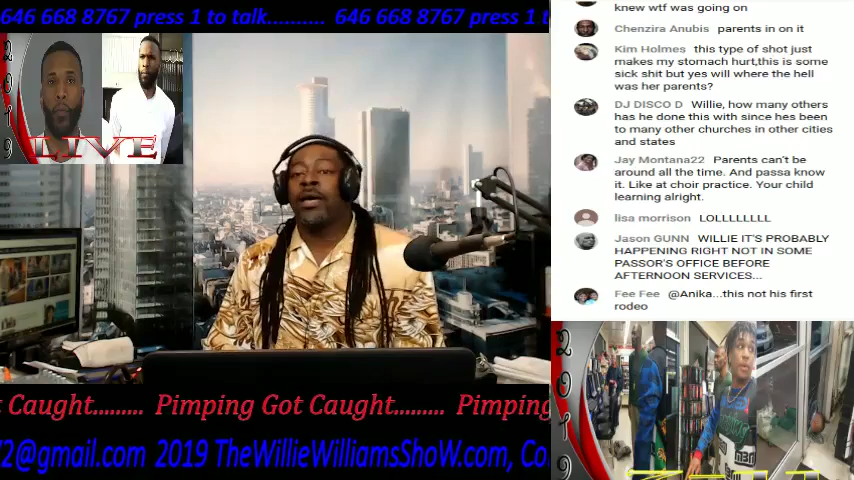 646 668 8767 press 1 to talk.......... 646 668 8767 press 1 t
2019
LIVE
t Caught......... Pimping Got Caught......... Pimping
2@gmail.com 2019 TheWillieWilliamsShoW.com, Co
knew wtf was going on
Chenzira Anubis parents in on it
Kim Holmes this type of shot just
makes my stomach hurt,this is some
sick shit but yes will where the hell
was her parents?
DJ DISCO D Willie, how many others
has he done this with since hes been
to many other churches in other cities
and states
Jay Montana22 Parents can't be
around all the time. And passa know
it. Like at choir practice. Your child
learning alright.
lisa morrison LOLLLLLLLL
Jason GUNN WILLIE IT'S PROBABLY
HAPPENING RIGHT NOT IN SOME
PASSOR'S OFFICE BEFORE
AFTERNOON SERVICES...
Fee Fee @Anika...this not his first
rodeo
2019